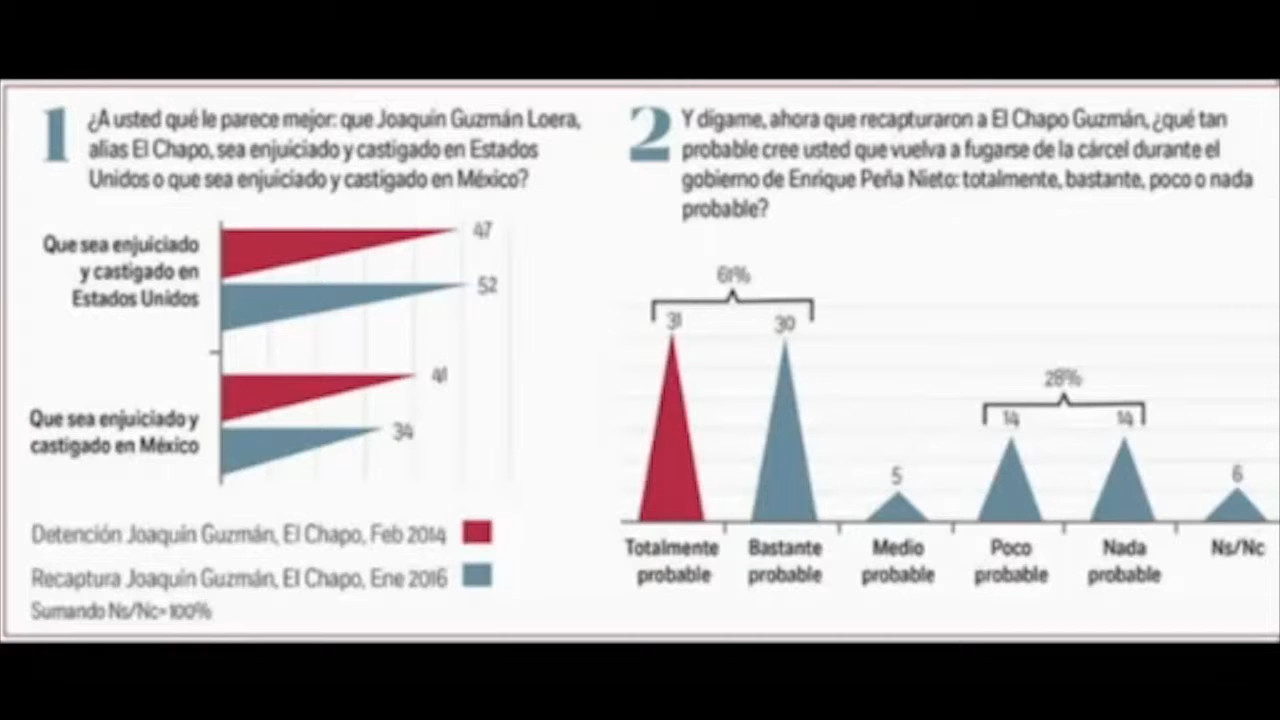 1
¿A usted qué le parece mejor: que Joaquín Guzmán Loera,
alias El Chapo, sea enjuiciado y castigado en Estados
Unidos o que sea enjuiciado y castigado en México?
Que sea enjuiciado
y castigado en
Estados Unidos
47
52
Que sea enjuiciado y
castigado en México
41
34
Detención Joaquín Guzmán, El Chapo, Feb 2014
Recaptura Joaquín Guzmán, El Chapo, Ene 2016
Sumando Ns/Nc=100%
2
Y dígame, ahora que recapturaron a El Chapo Guzmán, ¿qué tan
probable cree usted que vuelva a fugarse de la cárcel durante el
gobierno de Enrique Peña Nieto: totalmente, bastante, poco o nada
probable?
61%
31
30
5
28%
14
14
6
Totalmente
probable
Bastante
probable
Medio
probable
Poco
probable
Nada
probable
Ns/Nc